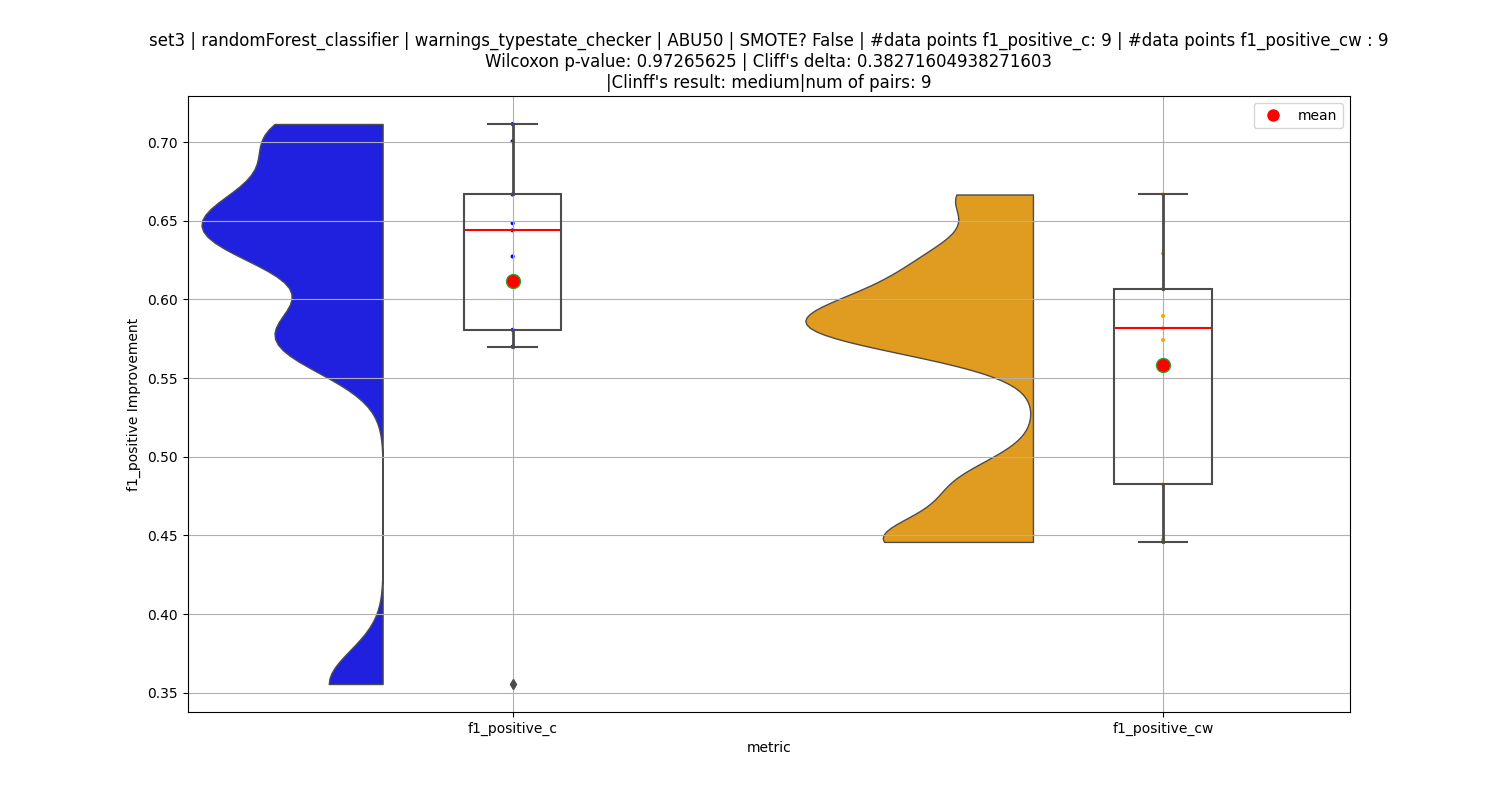 set3 | randomForest_classifier | warnings_typestate_checker | ABU50 | SMOTE? False | #data points f1_positive_c: 9 | #data points f1_positive_cw : 9
Wilcoxon p-value: 0.97265625 | Cliff's delta: 0.38271604938271603
|Clinff's result: medium|num of pairs: 9
mean
0.70
0.65
0.60
0.55
0.50
0.45
0.40
0.35
f1_positive Improvement
f1_positive_c
f1_positive_cw
metric